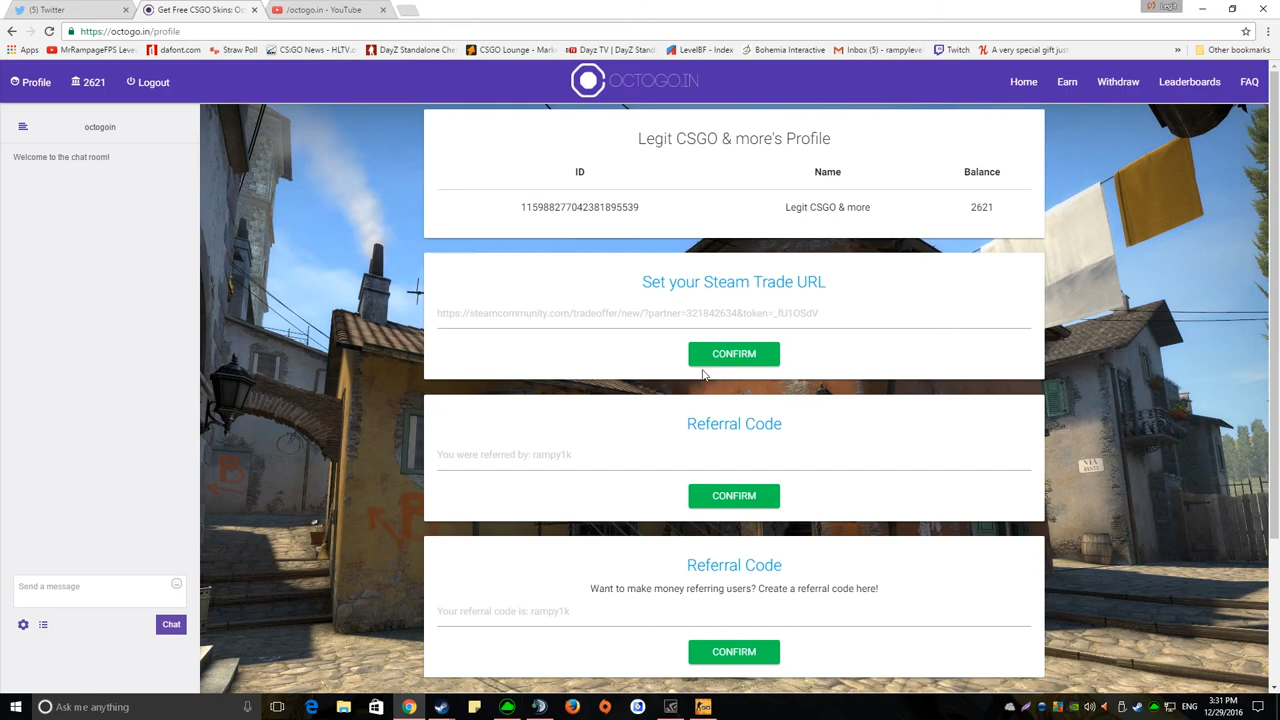 (5) Twitter
Get Free CSGO Skins: Oc
/octogo.in - YouTube
Legit
https://octogo.in/profile
Apps
MrRampageFPS Level
dafont.com
Straw Poll
CS:GO News - HLTV.c
DayZ Standalone Che
CSGO Lounge - Mark
Dayz TV | DayZ Stand
LevelBF - Index
Bohemia Interactive
Inbox (5) - rampylevel
Twitch
A very special gift just
»
Other bookmarks
Profile
2621
Logout
OCTOGO.IN
Home
Earn
Withdraw
Leaderboards
FAQ
octogoin
Welcome to the chat room!
Legit CSGO & more's Profile
ID Name Balance
115988277042381895539 Legit CSGO & more 2621
Set your Steam Trade URL
https://steamcommunity.com/tradeoffer/new/?partner=321842634&token=_fU1OSdV
CONFIRM
Referral Code
You were referred by: rampy1k
CONFIRM
Referral Code
Want to make money referring users? Create a referral code here!
Your referral code is: rampy1k
CONFIRM
Send a message
Chat
B
VIA
Ask me anything
ENG
3:31 PM
12/29/2016